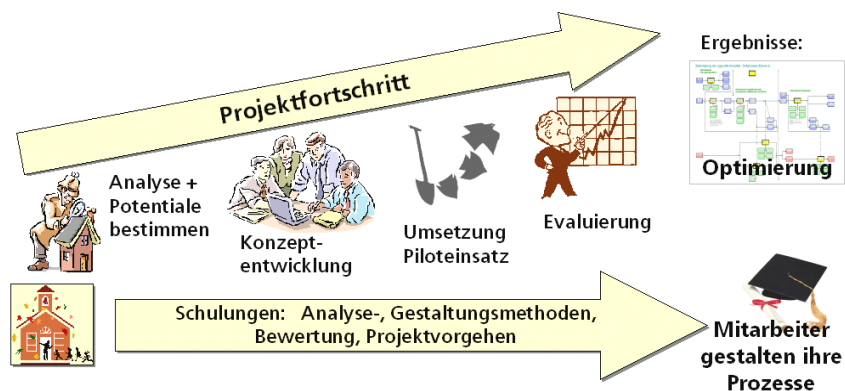 Ergebnisse:
Projektfortschritt
Optimierung
Analyse +
Potentiale
bestimmen
Konzept-
entwicklung
Umsetzung
Piloteinsatz
Evaluierung
Schulungen:   Analyse-, Gestaltungsmethoden,
Bewertung, Projektvorgehen
Mitarbeiter
gestalten ihre
Prozesse